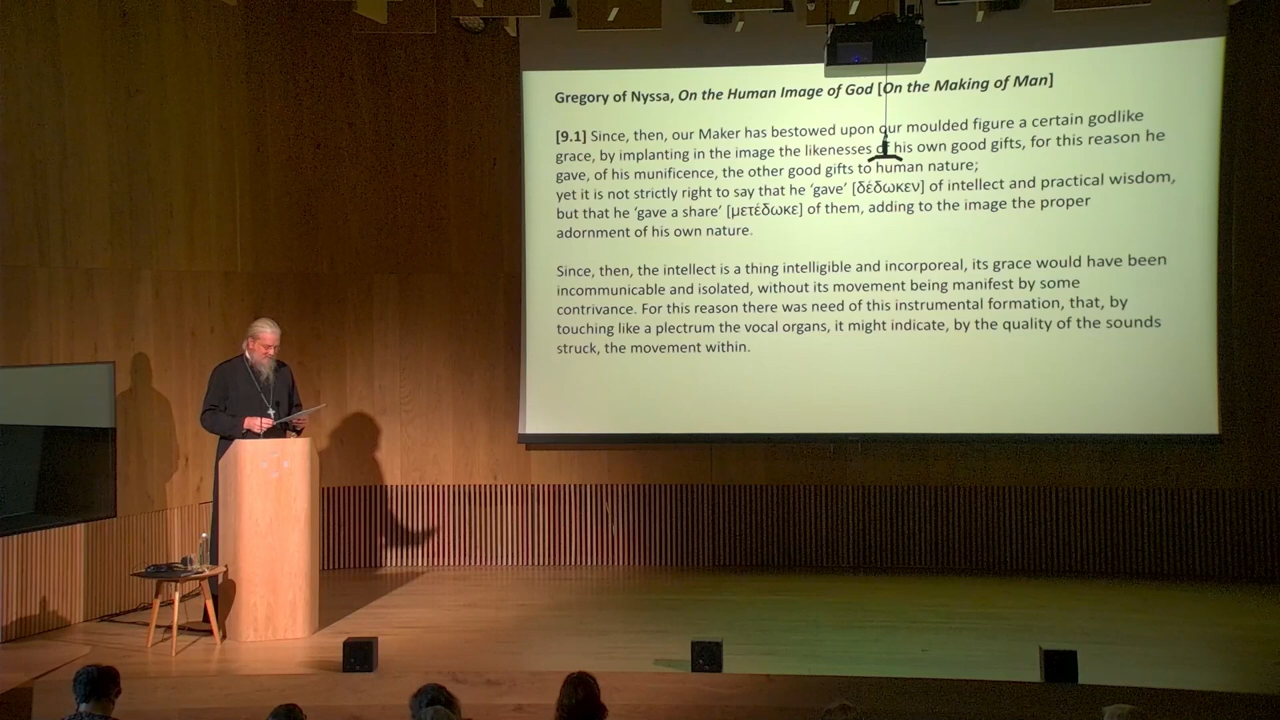 Gregory of Nyssa, On the Human Image of God [On the Making of Man]
[9.1] Since, then, our Maker has bestowed upon our moulded figure a certain godlike
grace, by implanting in the image the likenesses of his own good gifts, for this reason he
gave, of his munificence, the other good gifts to human nature;
yet it is not strictly right to say that he ‘gave’ [δέδωκεν] of intellect and practical wisdom,
but that he ‘gave a share’ [μετέδωκε] of them, adding to the image the proper
adornment of his own nature.
Since, then, the intellect is a thing intelligible and incorporeal, its grace would have been
incommunicable and isolated, without its movement being manifest by some
contrivance. For this reason there was need of this instrumental formation, that, by
touching like a plectrum the vocal organs, it might indicate, by the quality of the sounds
struck, the movement within.